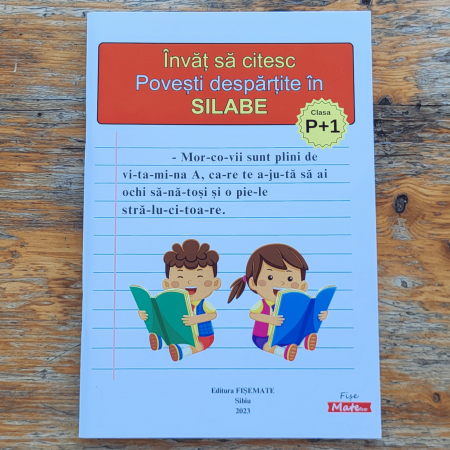 Învăț să citesc
Povești despărțite în
SILABE
Clasa
P+1
- Mor-co-vii sunt plini de
vi-ta-mi-na A, ca-re te a-ju-tă să ai
ochi să-nă-toși și o pie-le
stră-lu-ci-toa-re.
Editura FIȘEMATE
Sibiu
2023
Fișe
Mate